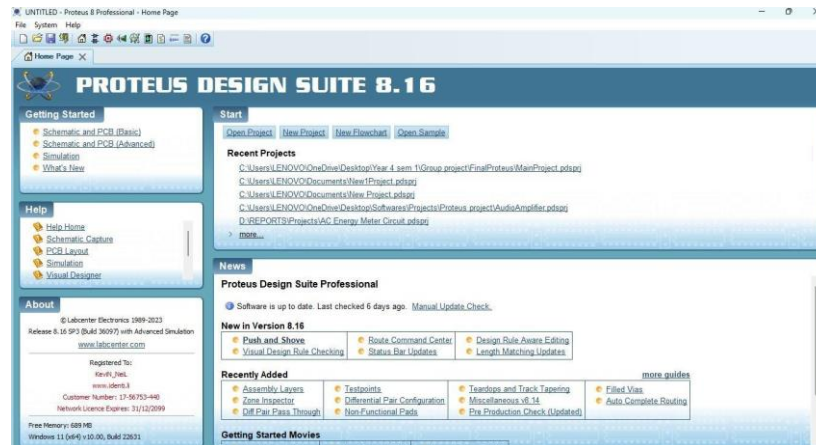 UNTITLED - Proteus 8 Professional - Home Page
File System Help
Home Page
PROTEUS DESIGN SUITE 8.16
Getting Started
Schematic and PCB (Basic)
Schematic and PCB (Advanced)
Simulation
What's New
Help
Help Home
Schematic Capture
PCB Layout
Simulation
Visual Designer
About
© Labcenter Electronics 1989-2023
Release 8.16 SP3 (Build 36097) with Advanced Simulation
www.labcenter.com
Registered To:
KeviN_NeiL
www.identi.li
Customer Number: 17-56753-440
Network Licence Expires: 31/12/2099
Free Memory: 689 MB
Windows 11 (x64) v10.00, Build 22631
Start
Open Project New Project New Flowchart Open Sample
Recent Projects
C:\Users\LENOVO\OneDrive\Desktop\Year 4 sem 1\Group project\FinalProteus\MainProject.pdsprj
C:\Users\LENOVO\Documents\New1Project.pdsprj
C:\Users\LENOVO\Documents\New Project.pdsprj
C:\Users\LENOVO\OneDrive\Desktop\Softwares\Projects\Proteus project\AudioAmplifier.pdsprj
D:\REPORTS\Projects\AC Energy Meter Circuit.pdsprj
more...
News
Proteus Design Suite Professional
Software is up to date. Last checked 6 days ago. Manual Update Check.
New in Version 8.16
Push and Shove Route Command Center Design Rule Aware Editing
Visual Design Rule Checking Status Bar Updates Length Matching Updates
Recently Added more guides
Assembly Layers Testpoints Teardops and Track Tapering Filled Vias
Zone Inspector Differential Pair Configuration Miscellaneous v8.14 Auto Complete Routing
Diff Pair Pass Through Non-Functional Pads Pre Production Check (Updated)
Getting Started Movies